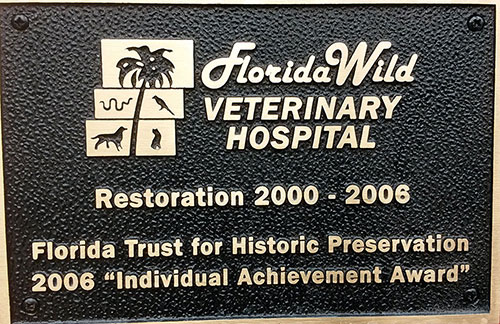 Florida Wild
VETERINARY
HOSPITAL
Restoration 2000 - 2006
Florida Trust for Historic Preservation
2006 “Individual Achievement Award”